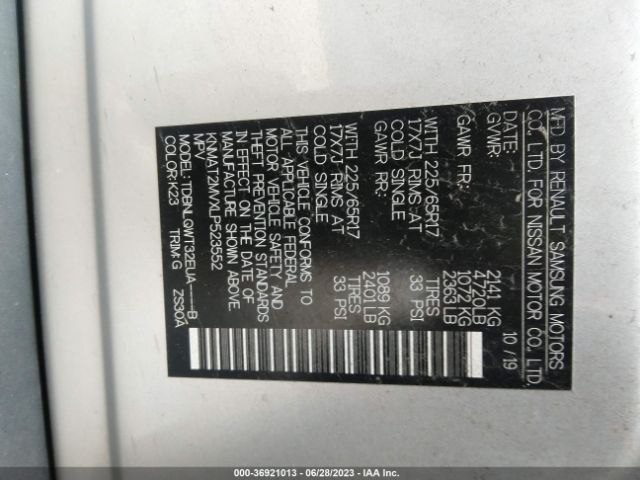 MFD BY RENAULT SAMSUNG MOTORS
CO., LTD. FOR NISSAN MOTOR CO., LTD.
DATE: 10 / 19
GVWR: 2141 KG
4720LB
GAWR FR: 1072 KG
2363 LB
WITH 225/65R17 TIRES
17X7J RIMS AT 33 PSI
COLD SINGLE
GAWR RR: 1089 KG
2401LB
WITH 225/65R17 TIRES
17X7J RIMS AT 33 PSI
COLD SINGLE
THIS VEHICLE CONFORMS TO
ALL APPLICABLE FEDERAL
MOTOR VEHICLE SAFETY AND
THEFT PREVENTION STANDARDS
IN EFFECT ON THE DATE OF
MANUFACTURE SHOWN ABOVE
KNMAT2MVXLP523552
MPV
MODEL: TDBNLQWT32EUA-----B
COLOR:K23 TRIM:G ZS30A
000-36921013 / 06/28/2023 - IAA Inc.